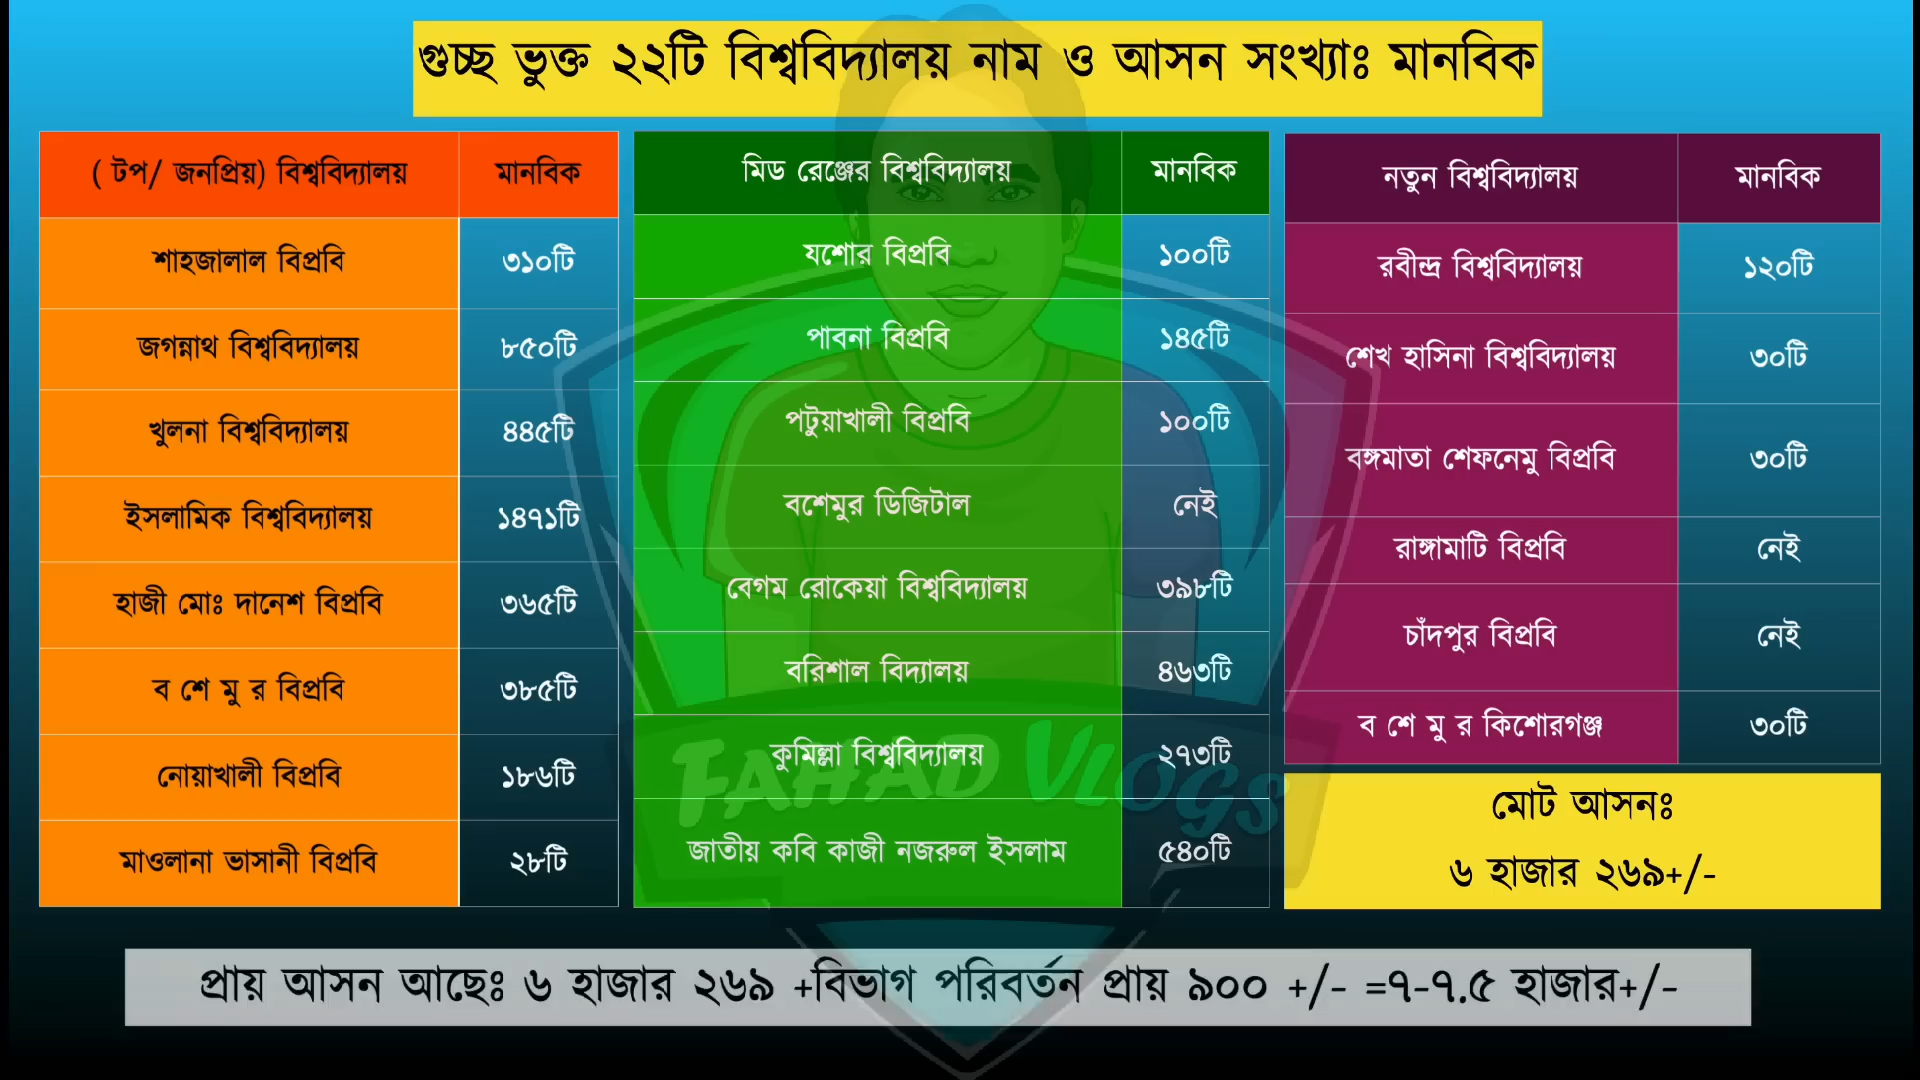 গুচ্ছ ভুক্ত ২২টি বিশ্ববিদ্যালয় নাম ও আসন সংখ্যাঃ মানবিক
( টপ/ জনপ্রিয়) বিশ্ববিদ্যালয় মানবিক
শাহজালাল বিপ্রবি ৩১০টি
জগন্নাথ বিশ্ববিদ্যালয় ৮৫০টি
খুলনা বিশ্ববিদ্যালয় ৪৪৫টি
ইসলামিক বিশ্ববিদ্যালয় ১৪৭১টি
হাজী মোঃ দানেশ বিপ্রবি ৩৬৫টি
ব শে মু র বিপ্রবি ৩৮৫টি
নোয়াখালী বিপ্রবি ১৮৬টি
মাওলানা ভাসানী বিপ্রবি ২৮টি
মিড রেঞ্জের বিশ্ববিদ্যালয় মানবিক
যশোর বিপ্রবি ১০০টি
পাবনা বিপ্রবি ১৪৫টি
পটুয়াখালী বিপ্রবি ১০০টি
বশেমুর ডিজিটাল নেই
বেগম রোকেয়া বিশ্ববিদ্যালয় ৩৯৮টি
বরিশাল বিদ্যালয় ৪৬৩টি
কুমিল্লা বিশ্ববিদ্যালয় ২৭৩টি
জাতীয় কবি কাজী নজরুল ইসলাম ৫৪০টি
FAHAD VLOGS
নতুন বিশ্ববিদ্যালয় মানবিক
রবীন্দ্র বিশ্ববিদ্যালয় ১২০টি
শেখ হাসিনা বিশ্ববিদ্যালয় ৩০টি
বঙ্গমাতা শেফনেমু বিপ্রবি ৩০টি
রাঙ্গামাটি বিপ্রবি নেই
চাঁদপুর বিপ্রবি নেই
ব শে মু র কিশোরগঞ্জ ৩০টি
মোট আসনঃ
৬ হাজার ২৬৯+/-
প্রায় আসন আছেঃ ৬ হাজার ২৬৯ +বিভাগ পরিবর্তন প্রায় ৯০০ +/- =৭-৭.৫ হাজার+/-